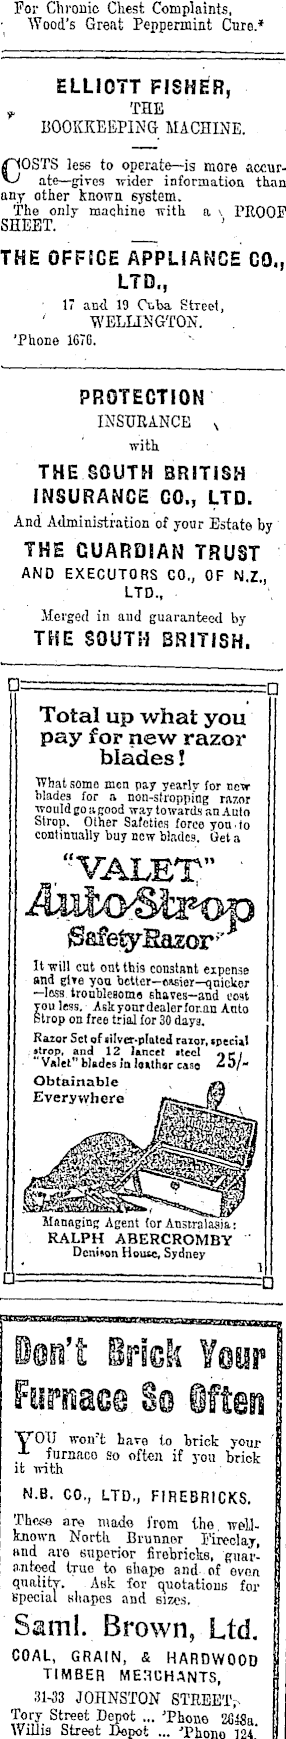 For Chronic Chest Complaints,
Wood's Great Peppermint Cure.*
ELLIOTT FISHER,
THE
BOOKKEEPING MACHINE.
COSTS less to operate—is more accur-
ate—gives wider information than
any other known system.
The only machine with a PROOF
SHEET.
THE OFFICE APPLIANCE CO.,
LTD.,
17 and 19 Cuba Street,
WELLINGTON.
'Phone 1676.
PROTECTION
INSURANCE
with
THE SOUTH BRITISH
INSURANCE CO., LTD.
And Administration of your Estate by
THE GUARDIAN TRUST
AND EXECUTORS CO., OF N.Z.,
LTD.,
Merged in and guaranteed by
THE SOUTH BRITISH.
Total up what you
pay for new razor
blades!
What some men pay yearly for new
blades for a non-stropping razor
would go a good way towards an Auto
Strop. Other Safeties force you to
continually buy new blades. Get a
"VALET"
AutoStrop
Safety Razor
It will cut out this constant expense
and give you better—easier—quicker
—less troublesome shaves—and cost
you less. Ask your dealer for an Auto
Strop on free trial for 30 days.
Razor Set of silver-plated razor, special
strop, and 12 lancet steel
"Valet" blades in leather case 25/-
Obtainable
Everywhere
Managing Agent for Australasia:
RALPH ABERCROMBY
Denison House, Sydney
1
Don't Brick Your
Furnace So Often
YOU won't have to brick your
furnace so often if you brick
it with
N.B. CO., LTD., FIREBRICKS.
These are made from the well-
known North Brunner Fireclay,
and are superior firebricks, guar-
anteed true to shape and of even
quality. Ask for quotations for
special shapes and sizes.
Saml. Brown, Ltd.
COAL, GRAIN, & HARDWOOD
TIMBER MERCHANTS,
31-33 JOHNSTON STREET,
Tory Street Depot ... 'Phone 2648a.
Willis Street Depot ... 'Phone 124.